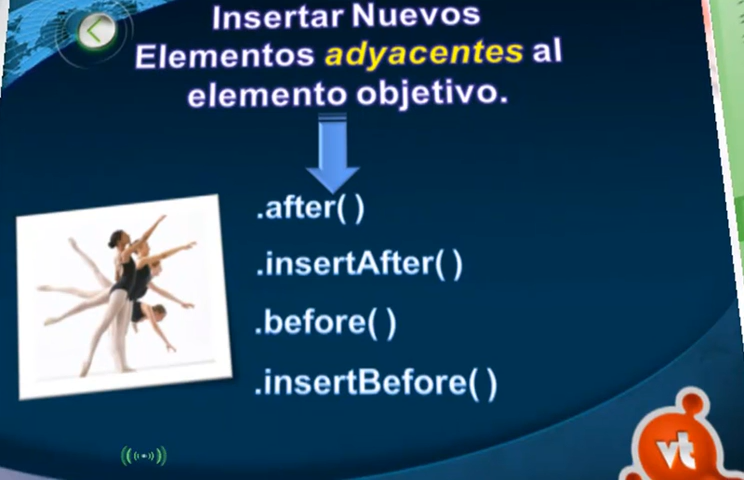 Insertar Nuevos
Elementos adyacentes al
elemento objetivo.
.after( )
.insertAfter( )
.before( )
.insertBefore( )
vt